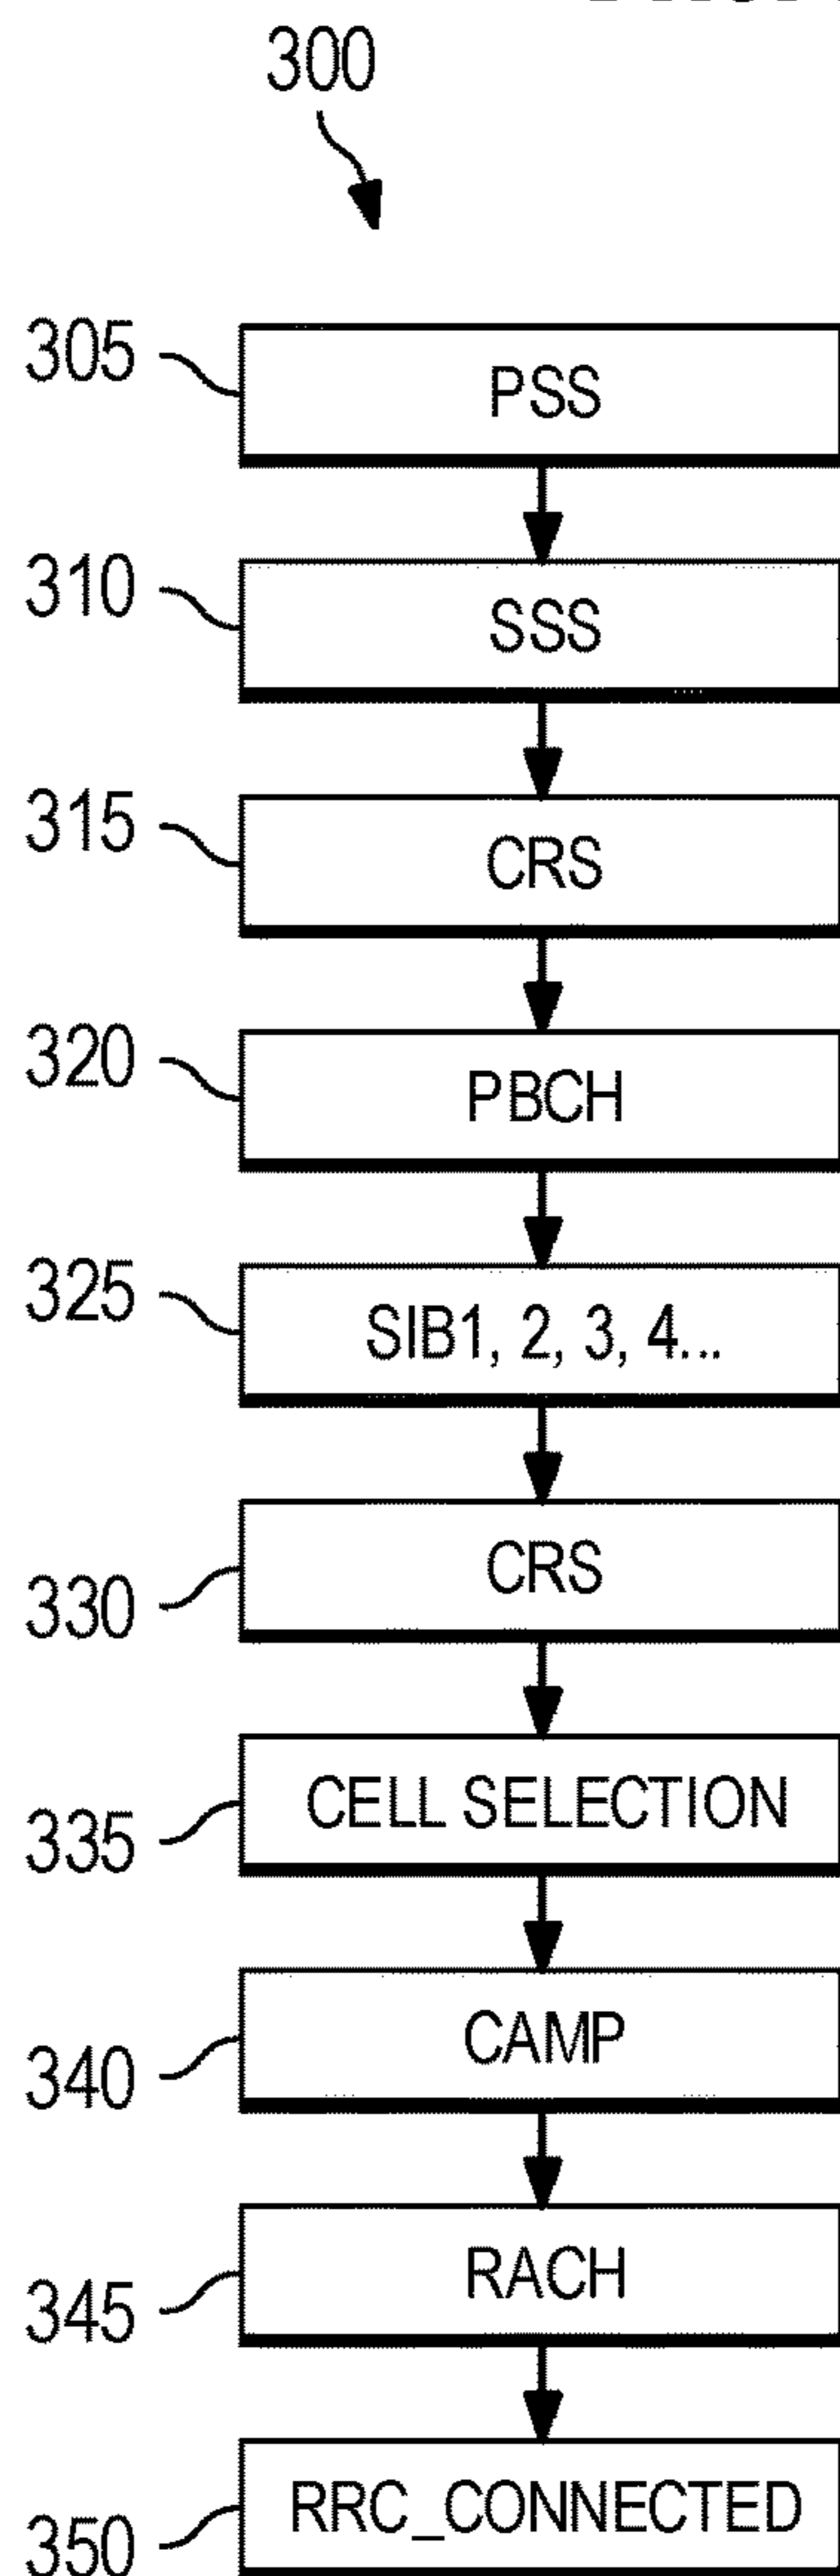 300
305
PSS
310
SSS
315
CRS
320
PBCH
325
SIB1, 2, 3, 4...
330
CRS
335
CELL SELECTION
340
CAMP
345
RACH
350
RRC_CONNECTED